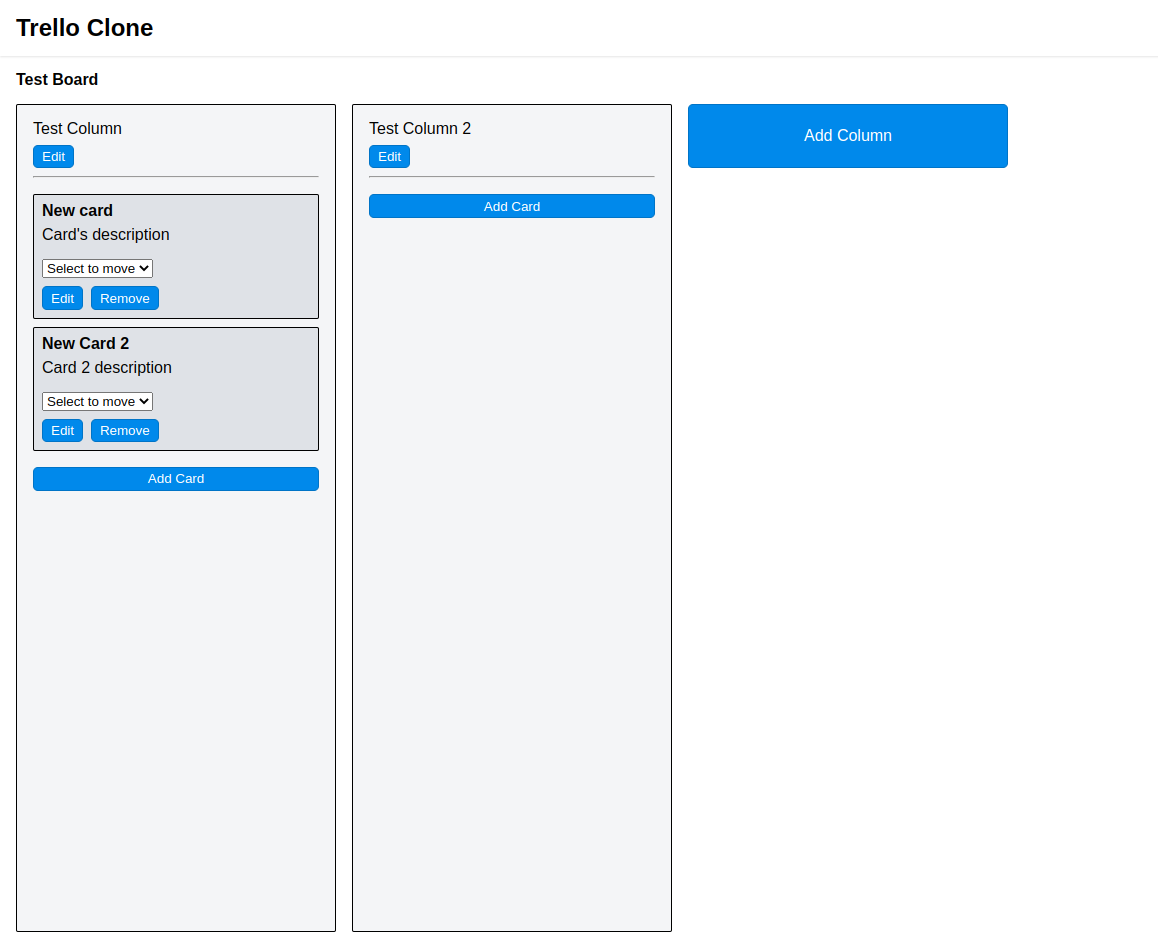 Trello Clone
Test Board
Test Column
Edit
New card
Card's description
Select to move
Edit Remove
New Card 2
Card 2 description
Select to move
Edit Remove
Add Card
Test Column 2
Edit
Add Card
Add Column